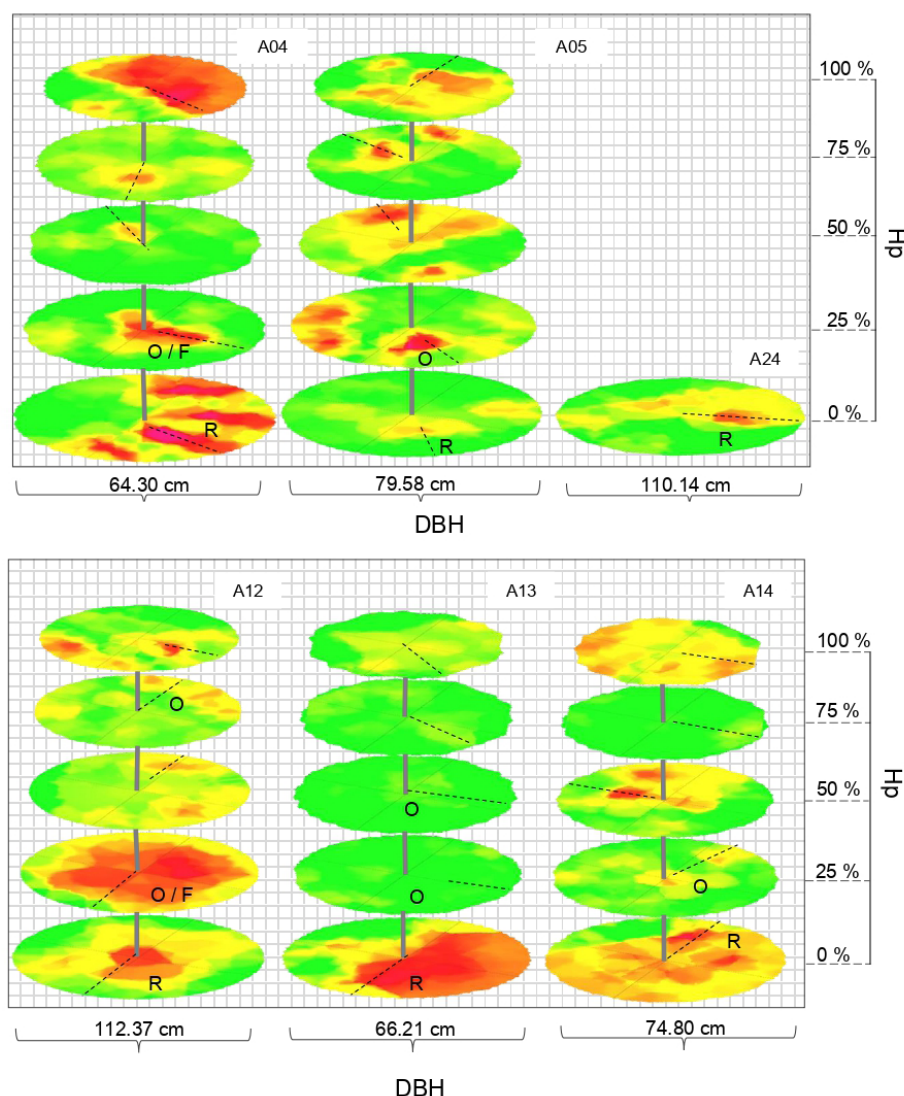 A04
A05
100 %
75 %
50 %
Hp
25 %
O / F
O
A24
0 %
R
R
R
64.30 cm
79.58 cm
110.14 cm
DBH
A12
A13
A14
100 %
O
75 %
Hp
50 %
O
O / F
O
O
25 %
R
R
R
0 %
112.37 cm
66.21 cm
74.80 cm
DBH